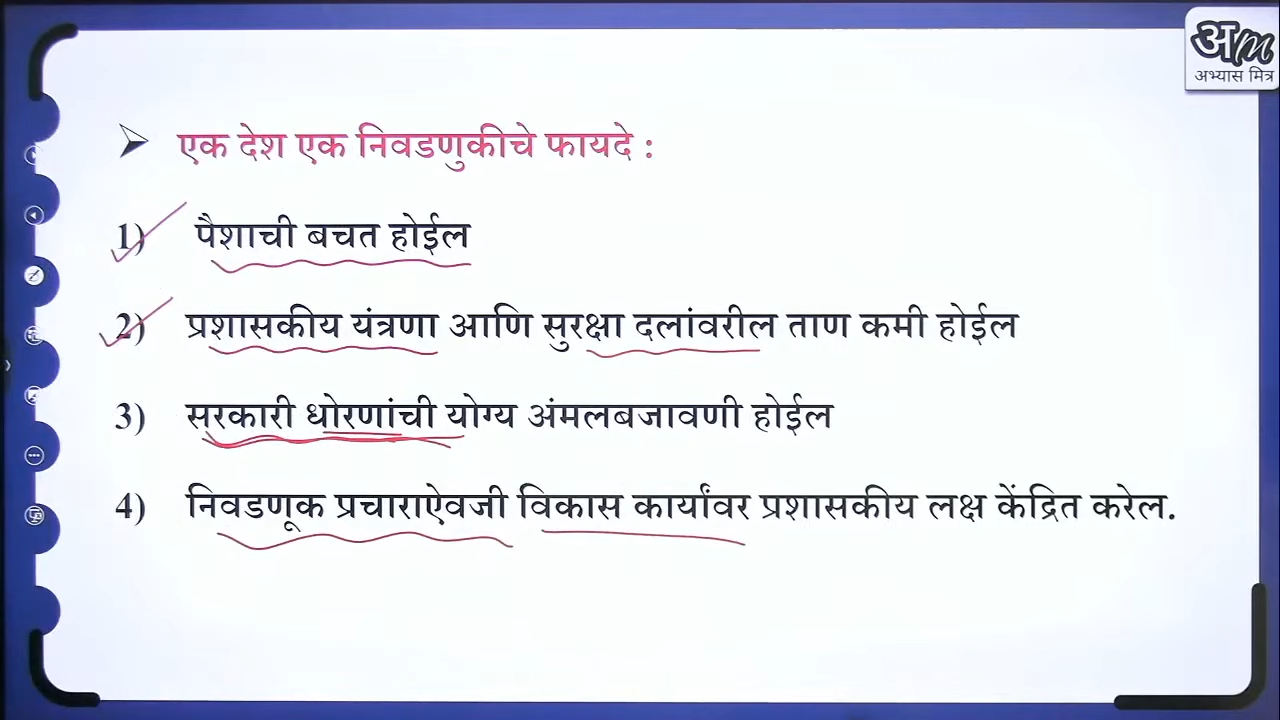 अm
अभ्यास मित्र
एक देश एक निवडणुकीचे फायदे :
1) पैशाची बचत होईल
2) प्रशासकीय यंत्रणा आणि सुरक्षा दलांवरील ताण कमी होईल
3) सरकारी धोरणांची योग्य अंमलबजावणी होईल
4) निवडणूक प्रचाराऐवजी विकास कार्यांवर प्रशासकीय लक्ष केंद्रित करेल.